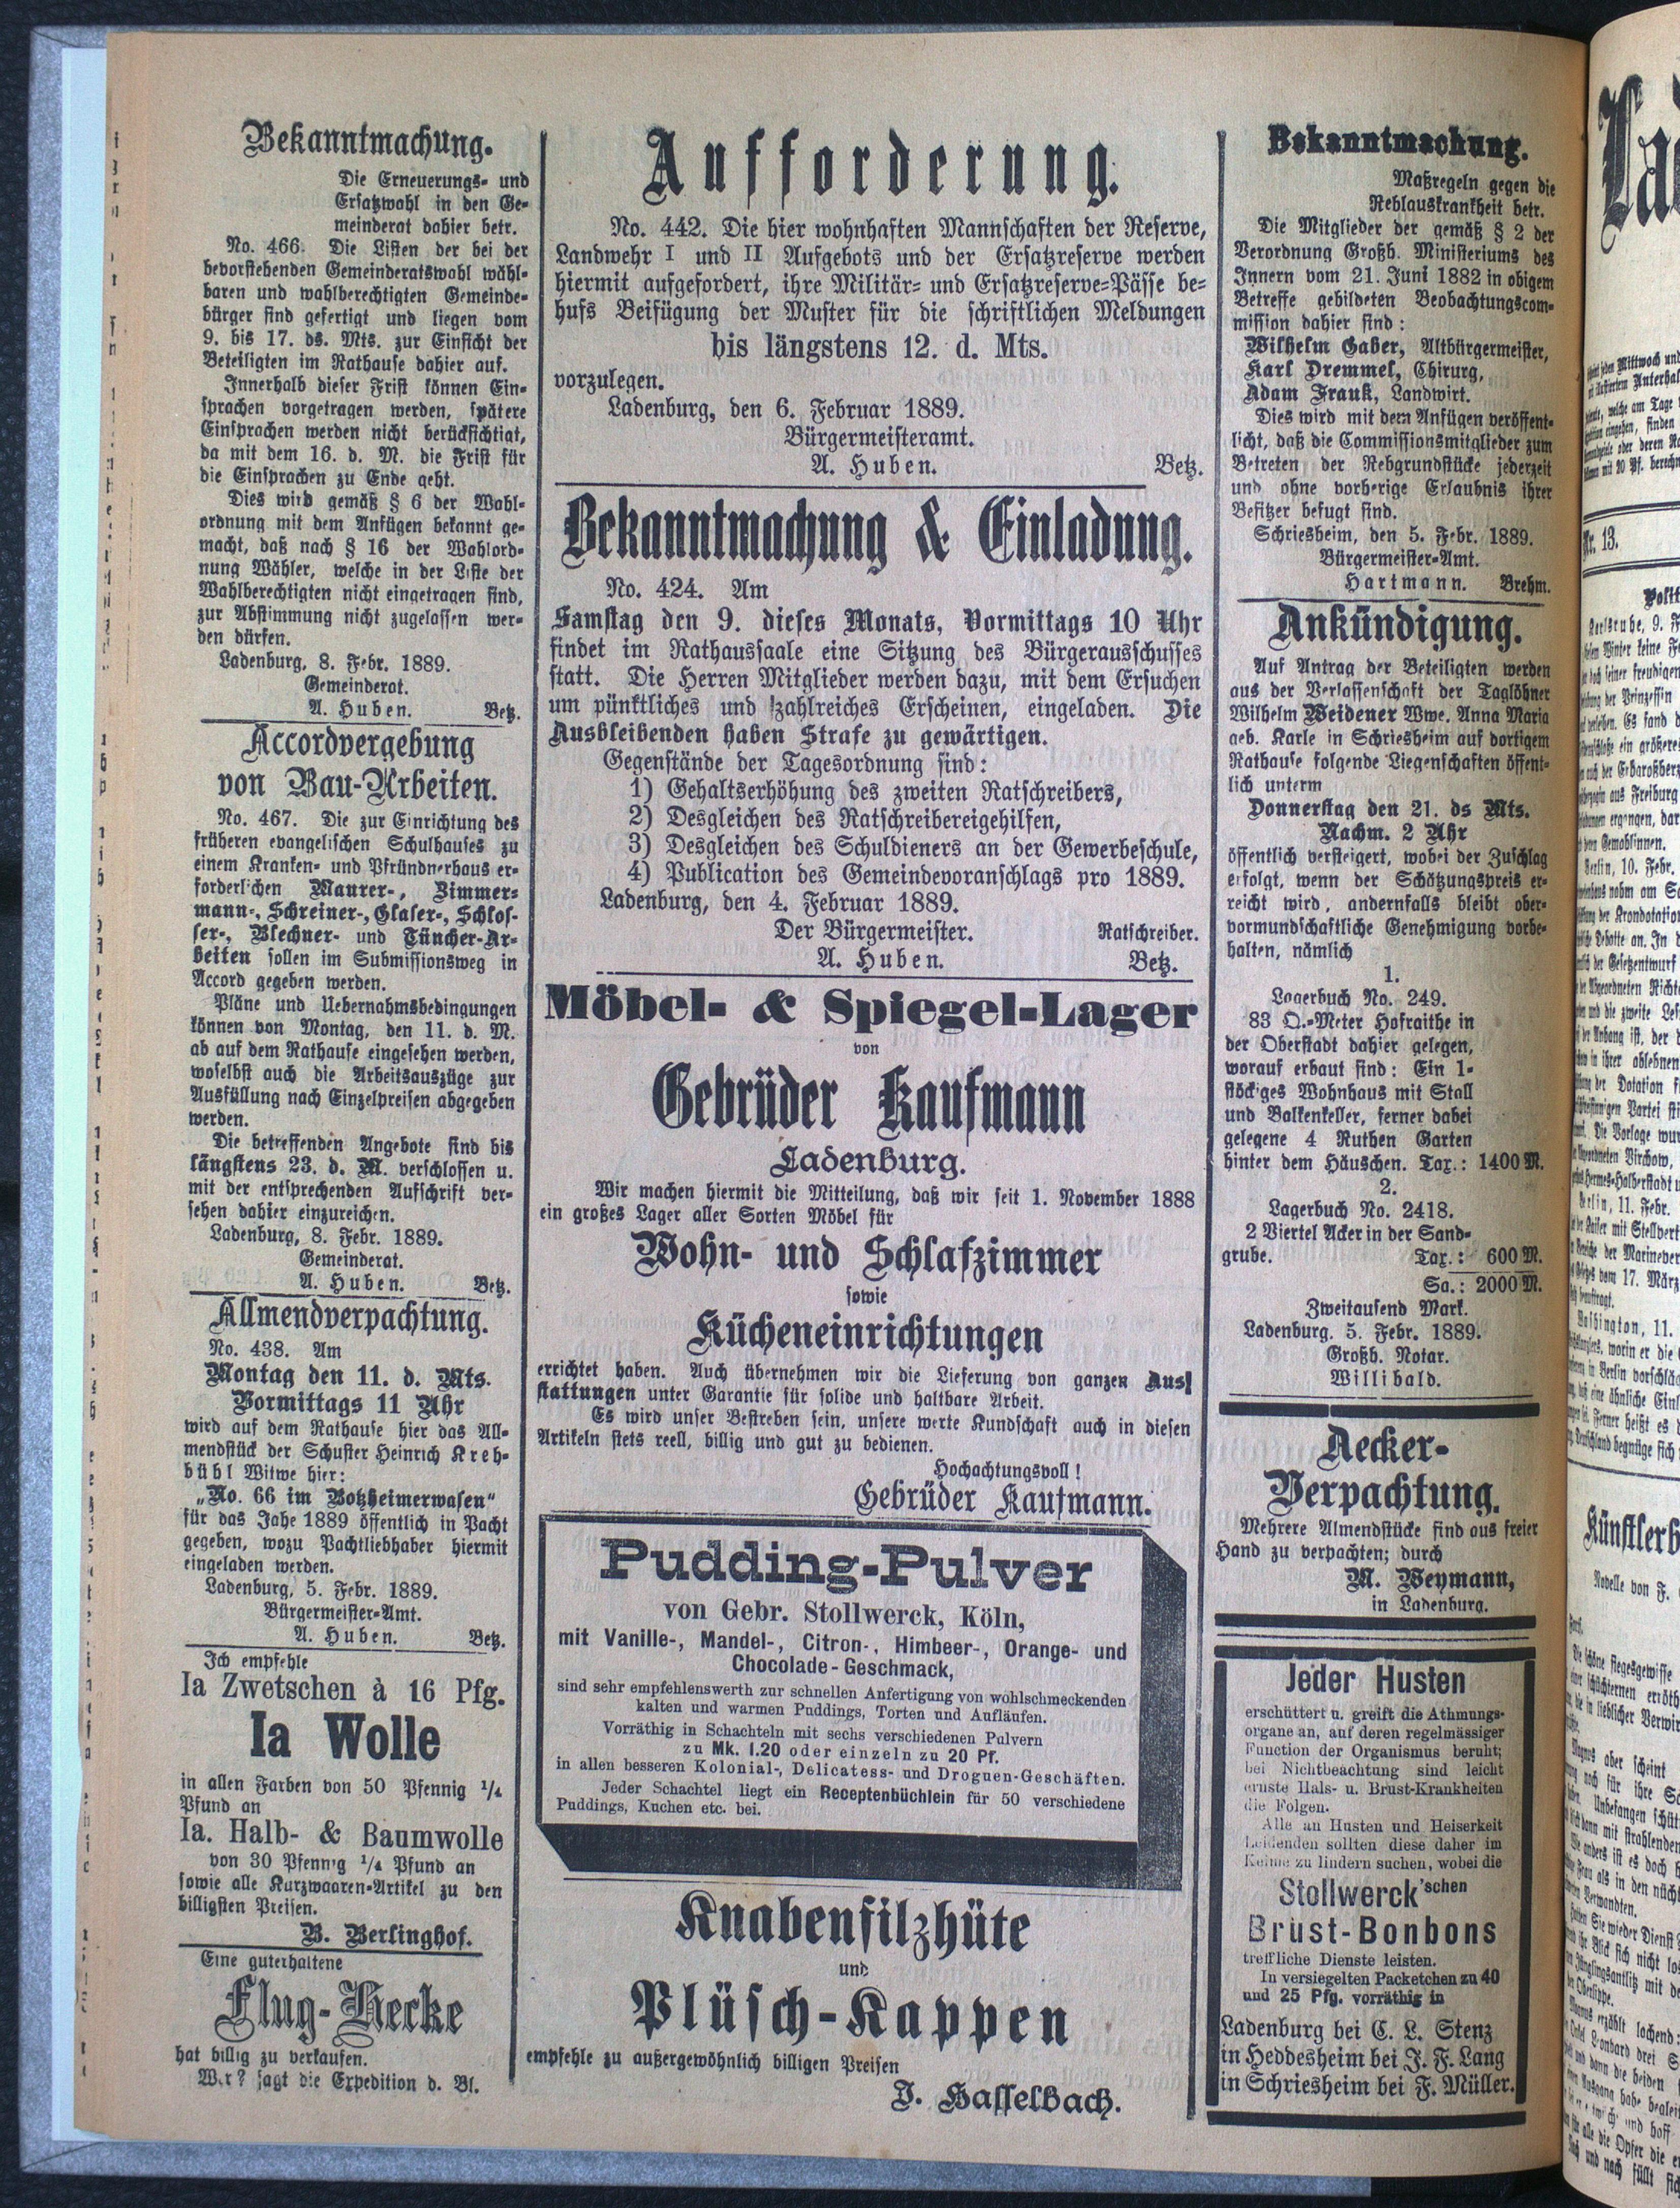 Bekanntmachung.
Die Erneuerungs- und
Ersatzwahl in den Ge-
meinderat dahier betr.
No. 466. Die Listen der bei der
bevorstehenden Gemeinderatswahl wähl-
baren und wahlberechtigten Gemeinde-
bürger sind gefertigt und liegen vom
9. bis 17. ds. Mts. zur Einsicht der
Beteiligten im Rathause dahier auf.
Innerhalb dieser Frist können Ein-
sprachen vorgetragen werden, spätere
Einsprachen werden nicht berücksichtigt,
da mit dem 16. d. M. die Frist für
die Einsprachen zu Ende geht.
Dies wird gemäß § 6 der Wahl-
ordnung mit dem Anfügen bekannt ge-
macht, daß nach § 16 der Wahlord-
nung Wähler, welche in der Liste der
Wahlberechtigten nicht eingetragen sind,
zur Abstimmung nicht zugelassen wer-
den dürfen.
Ladenburg, 8. Febr. 1889.
Gemeinderat.
A. Huben. Betz.
Accordvergebung
von Bau-Arbeiten.
No. 467. Die zur Einrichtung des
früheren evangelischen Schulhauses zu
einem Kranken- und Pfründnerhaus er-
forderlichen Maurer-, Zimmer-
mann-, Schreiner-, Glaser-, Schlos-
ser-, Blechner- und Tüncher-Ar-
beiten sollen im Submissionsweg in
Accord gegeben werden.
Pläne und Uebernahmsbedingungen
können von Montag, den 11. d. M.
ab auf dem Rathause eingesehen werden,
woselbst auch die Arbeitsauszüge zur
Ausfüllung nach Einzelpreisen abgegeben
werden.
Die betreffenden Angebote sind bis
längstens 23. d. M. verschlossen u.
mit der entsprechenden Aufschrift ver-
sehen dahier einzureichen.
Ladenburg, 8. Febr. 1889.
Gemeinderat.
A. Huben. Betz.
Allmendverpachtung.
No. 438. Am
Montag den 11. d. Mts.
Vormittags 11 Uhr
wird auf dem Rathause hier das All-
mendstück der Schuster Heinrich Kreh-
bühl Witwe hier:
„No. 66 im Botzheimerwasen“
für das Jahe 1889 öffentlich in Pacht
gegeben, wozu Pachtliebhaber hiermit
eingeladen werden.
Ladenburg, 5. Febr. 1889.
Bürgermeister-Amt.
A. Huben. Betz.
Ich empfehle
Ia Zwetschen à 16 Pfg.
Ia Wolle
in allen Farben von 50 Pfennig 1/4
Pfund an
Ia. Halb- & Baumwolle
von 30 Pfennig 1/4 Pfund an
sowie alle Kurzwaaren-Artikel zu den
billigsten Preisen.
B. Berlinghof.
Eine guterhaltene
Flug-Hecke
hat billig zu verkaufen.
Wer? sagt die Expedition d. Bl.
Aufforderung.
No. 442. Die hier wohnhaften Mannschaften der Reserve,
Landwehr I und II Aufgebots und der Ersatzreserve werden
hiermit aufgefordert, ihre Militär- und Ersatzreserve-Pässe be-
hufs Beifügung der Muster für die schriftlichen Meldungen
bis längstens 12. d. Mts.
vorzulegen.
Ladenburg, den 6. Februar 1889.
Bürgermeisteramt.
A. Huben. Betz.
Bekanntmachung & Einladung.
No. 424. Am
Samstag den 9. dieses Monats, Vormittags 10 Uhr
findet im Rathaussaale eine Sitzung des Bürgerausschusses
statt. Die Herren Mitglieder werden dazu, mit dem Ersuchen
um pünktliches und zahlreiches Erscheinen, eingeladen. Die
Ausbleibenden haben Strafe zu gewärtigen.
Gegenstände der Tagesordnung sind:
1) Gehaltserhöhung des zweiten Ratschreibers,
2) Desgleichen des Ratschreibereigehilfen,
3) Desgleichen des Schuldieners an der Gewerbeschule,
4) Publication des Gemeindevoranschlags pro 1889.
Ladenburg, den 4. Februar 1889.
Der Bürgermeister. Ratschreiber.
A. Huben. Betz.
Möbel- & Spiegel-Lager
von
Gebrüder Kaufmann
Ladenburg.
Wir machen hiermit die Mitteilung, daß wir seit 1. November 1888
ein großes Lager aller Sorten Möbel für
Wohn- und Schlafzimmer
sowie
Kücheneinrichtungen
errichtet haben. Auch übernehmen wir die Lieferung von ganzen Aus
stattungen unter Garantie für solide und haltbare Arbeit.
Es wird unser Bestreben sein, unsere werte Kundschaft auch in diesen
Artikeln stets reell, billig und gut zu bedienen.
Hochachtungsvoll!
Gebrüder Kaufmann.
Pudding-Pulver
von Gebr. Stollwerck, Köln,
mit Vanille-, Mandel-, Citron-, Himbeer-, Orange- und
Chocolade-Geschmack,
sind sehr empfehlenswerth zur schnellen Anfertigung von wohlschmeckenden
kalten und warmen Puddings, Torten und Aufläufen.
Vorräthig in Schachteln mit sechs verschiedenen Pulvern
zu Mk. 1.20 oder einzeln zu 20 Pf.
in allen besseren Kolonial-, Delicatess- und Droguen-Geschäften.
Jeder Schachtel liegt ein Receptenbüchlein für 50 verschiedene
Puddings, Kuchen etc. bei.
Knabenfilzhüte
und
Plüsch-Kappen
empfehle zu außergewöhnlich billigen Preisen
J. Hasselbach.
Bekanntmachung.
Maßregeln gegen die
Reblauskrankheit betr.
Die Mitglieder der gemäß § 2 der
Verordnung Großh. Ministeriums des
Innern vom 21. Juni 1882 in obigem
Betreffe gebildeten Beobachtungscom-
mission dahier sind:
Wilhelm Gaber, Altbürgermeister,
Karl Dremmel, Chirurg,
Adam Frank, Landwirt.
Dies wird mit dem Anfügen veröffent-
licht, daß die Commissionsmitglieder zum
Betreten der Rebgrundstücke jederzeit
und ohne vorherige Erlaubnis ihrer
Besitzer befugt sind.
Schriesheim, den 5. Febr. 1889.
Bürgermeister-Amt.
Hartmann. Brehm.
Ankündigung.
Auf Antrag der Beteiligten werden
aus der Verlassenschaft der Taglöhner
Wilhelm Weidener Wwe. Anna Maria
geb. Karle in Schriesheim auf dortigem
Rathause folgende Liegenschaften öffent-
lich unterm
Donnerstag den 21. ds Mts.
Nachm. 2 Uhr
öffentlich versteigert, wobei der Zuschlag
erfolgt, wenn der Schätzungspreis er-
reicht wird, andernfalls bleibt ober-
vormundschaftliche Genehmigung vorbe-
halten, nämlich
1.
Lagerbuch No. 249.
83 Q.-Meter Hofraithe in
der Oberstadt dahier gelegen,
worauf erbaut sind: Ein 1-
stöckiges Wohnhaus mit Stall
und Balkenkeller, ferner dabei
gelegene 4 Ruthen Garten
hinter dem Häuschen. Tax.: 1400 M.
2.
Lagerbuch No. 2418.
2 Viertel Acker in der Sand-
grube. Tax.: 600 M.
Sa.: 2000 M.
Zweitausend Mark.
Ladenburg. 5. Febr. 1889.
Großh. Notar.
Willibald.
Aecker-
Verpachtung.
Mehrere Almendstücke sind aus freier
Hand zu verpachten; durch
M. Weymann,
in Ladenburg.
Jeder Husten
erschüttert u. greift die Athmungs-
organe an, auf deren regelmässiger
Function der Organismus beruht;
bei Nichtbeachtung sind leicht
ernste Hals- u. Brust-Krankheiten
die Folgen.
Alle an Husten und Heiserkeit
Leidenden sollten diese daher im
Keime zu lindern suchen, wobei die
Stollwerck'schen
Brust-Bonbons
treffliche Dienste leisten.
In versiegelten Packetchen zu 40
und 25 Pfg. vorräthig in
Ladenburg bei C. L. Stenz
in Heddesheim bei J. F. Lang
in Schriesheim bei F. Müller.
Nr. 13.